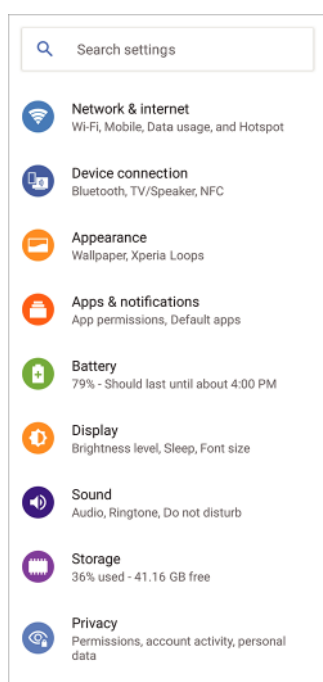 Search settings
Network & internet
Wi-Fi, Mobile, Data usage, and Hotspot
Device connection
Bluetooth, TV/Speaker, NFC
Appearance
Wallpaper, Xperia Loops
Apps & notifications
App permissions, Default apps
Battery
79% - Should last until about 4:00 PM
Display
Brightness level, Sleep, Font size
Sound
Audio, Ringtone, Do not disturb
Storage
36% used - 41.16 GB free
Privacy
Permissions, account activity, personal
data